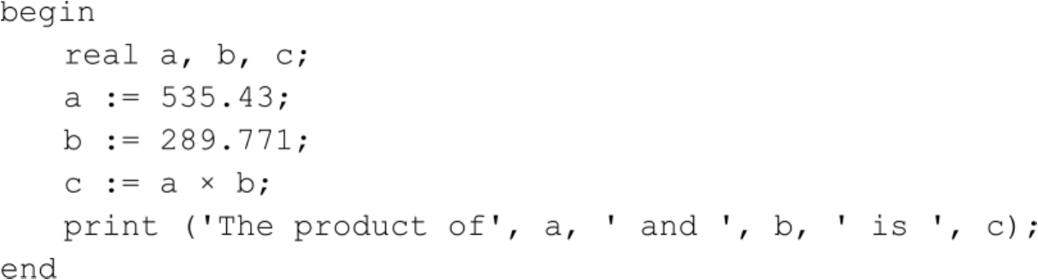 begin
real a, b, c;
a := 535.43;
b := 289.771;
c := a × b;
print ('The product of', a, ' and ', b, ' is ', c);
end